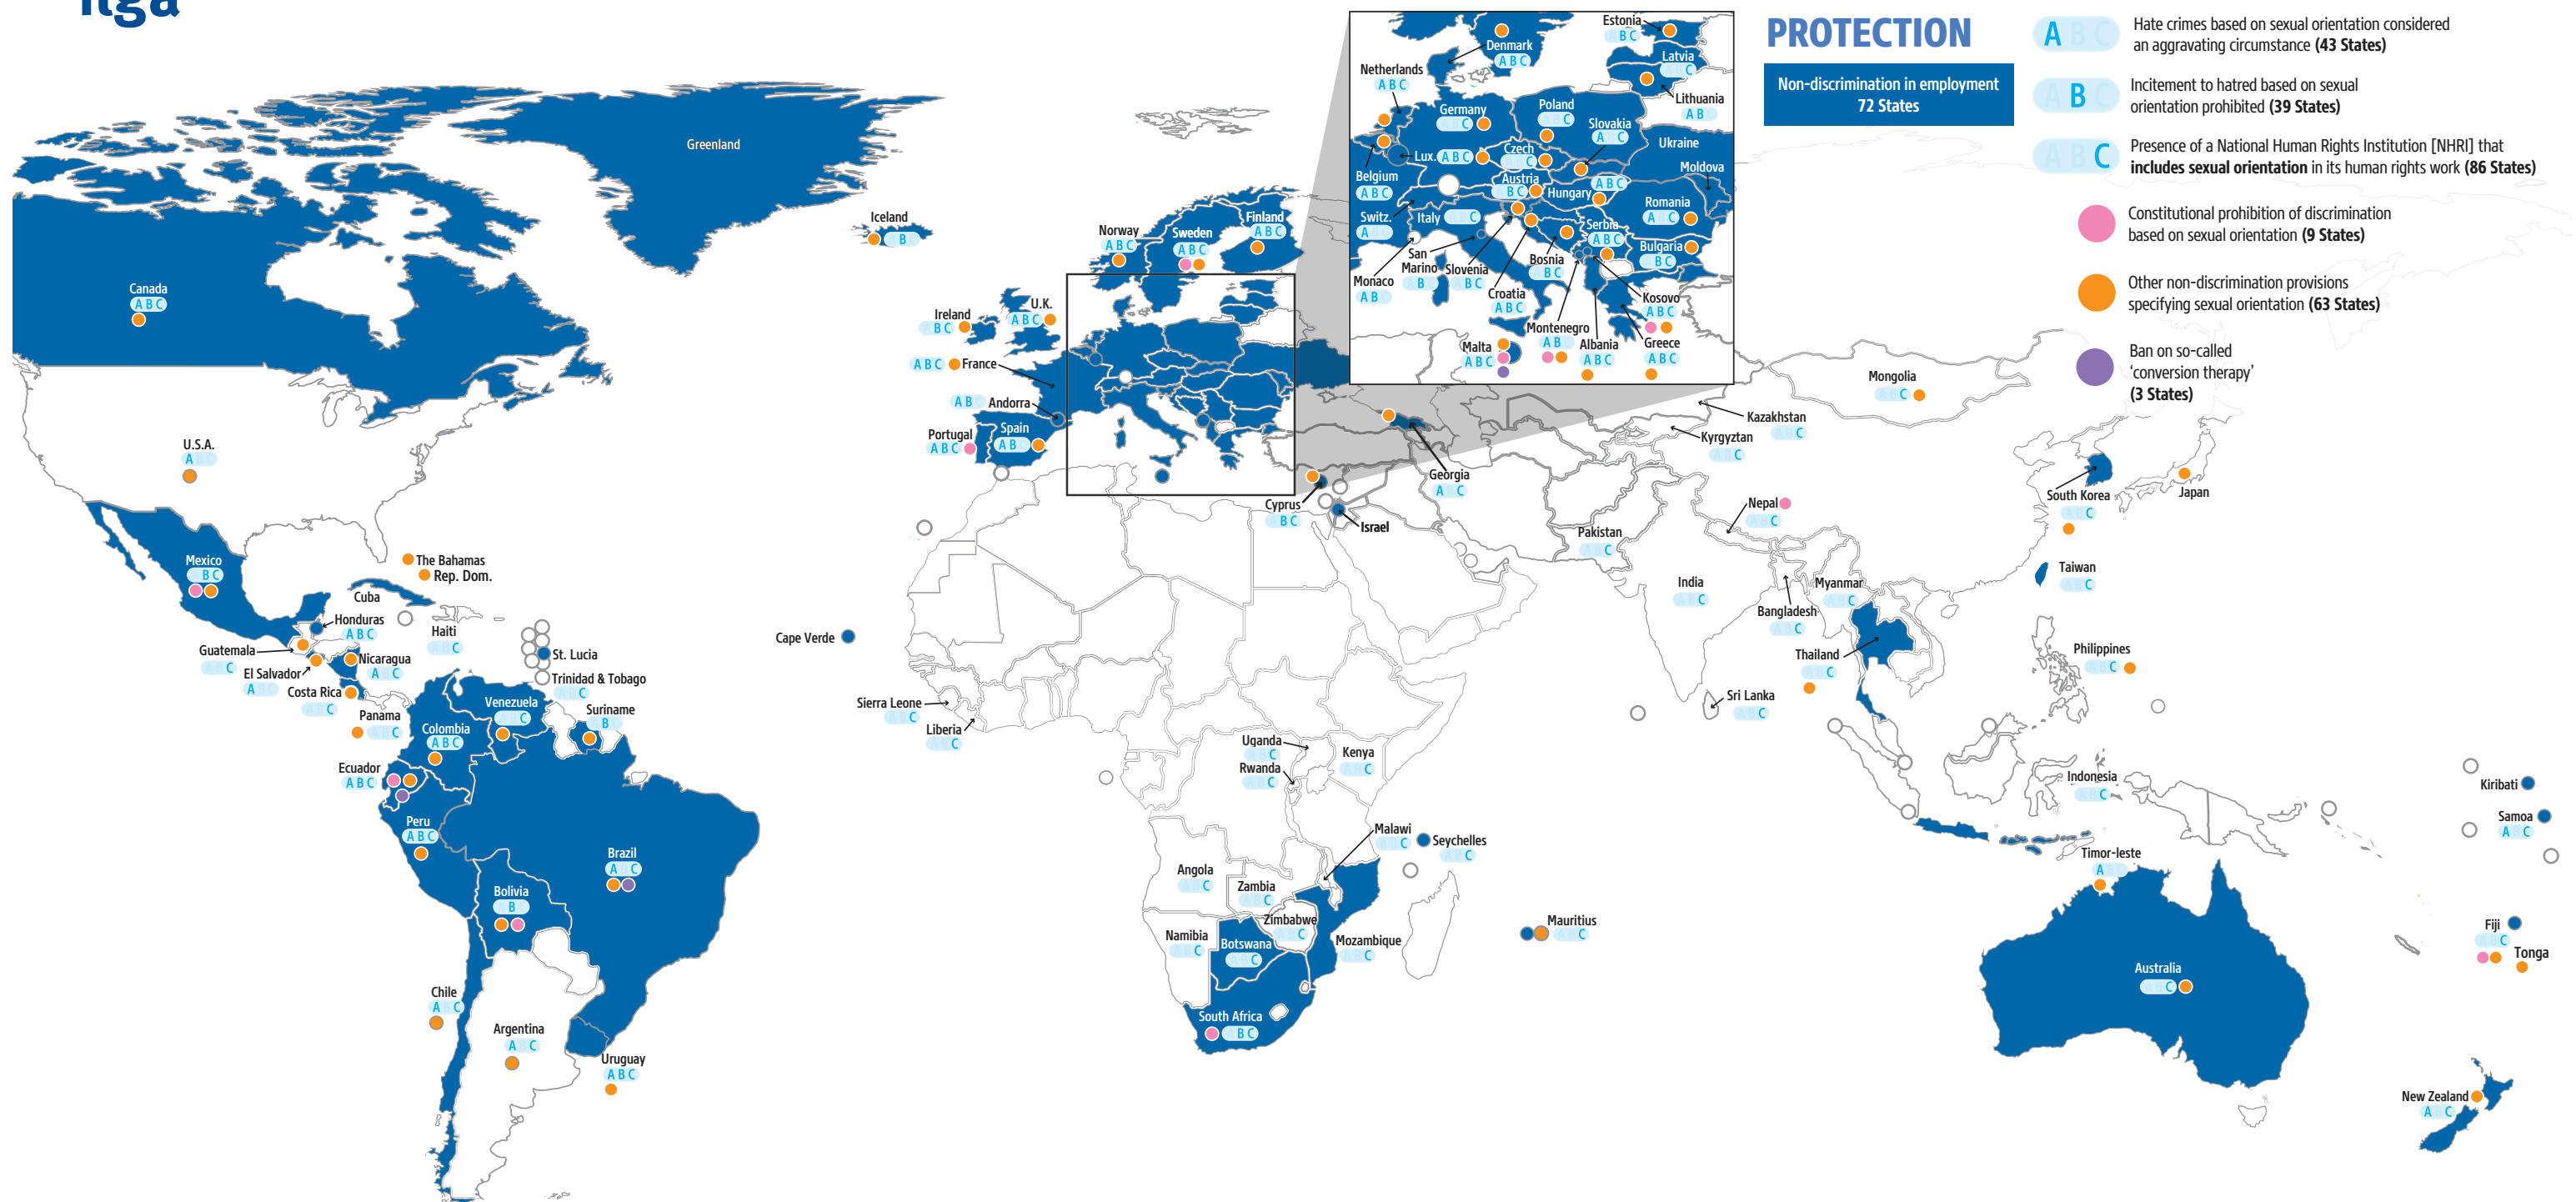 ilga
PROTECTION
Non-discrimination in employment
72 States
A B C
Hate crimes based on sexual orientation considered
an aggravating circumstance (43 States)
A B C
Incitement to hatred based on sexual
orientation prohibited (39 States)
A B C
Presence of a National Human Rights Institution [NHRI] that
includes sexual orientation in its human rights work (86 States)
Constitutional prohibition of discrimination
based on sexual orientation (9 States)
Other non-discrimination provisions
specifying sexual orientation (63 States)
Ban on so-called
'conversion therapy'
(3 States)
Greenland
Canada
A B C
U.S.A.
A B C
Mexico
A B C
The Bahamas
Rep. Dom.
Cuba
Honduras
A B C
Haiti
A B C
Guatemala
A B C
El Salvador
A B C
Nicaragua
A B C
Costa Rica
A B C
Panama
A B C
St. Lucia
Trinidad & Tobago
A B C
Venezuela
A B C
Suriname
A B C
Colombia
A B C
Ecuador
A B C
Peru
A B C
Brazil
A B C
Bolivia
A B C
Chile
A B C
Argentina
A B C
Uruguay
A B C
Iceland
A B C
Norway
A B C
Sweden
A B C
Finland
A B C
Ireland
A B C
U.K.
A B C
A B C
France
A B C
Andorra
Portugal
A B C
Spain
A B C
Estonia
A B C
Denmark
A B C
Latvia
A B C
Netherlands
A B C
Lithuania
A B C
Germany
A B C
Poland
A B C
Slovakia
A B C
Ukraine
Lux.
A B C
Czech
A B C
Moldova
Belgium
A B C
Austria
A B C
Hungary
A B C
Romania
A B C
Switz.
A B C
Italy
A B C
Serbia
A B C
Bulgaria
A B C
San
Marino
A B C
Monaco
A B C
Slovenia
A B C
Bosnia
A B C
Croatia
A B C
Kosovo
A B C
Montenegro
A B C
Malta
A B C
Albania
A B C
Greece
A B C
Cyprus
A B C
Israel
Georgia
A B C
Kazakhstan
A B C
Kyrgyztan
A B C
Mongolia
A B C
South Korea
A B C
Japan
Nepal
A B C
Pakistan
A B C
India
A B C
Bangladesh
A B C
Myanmar
A B C
Taiwan
A B C
Thailand
A B C
Philippines
A B C
Sri Lanka
A B C
Indonesia
A B C
Timor-leste
A B C
Cape Verde
Sierra Leone
A B C
Liberia
A B C
Uganda
A B C
Rwanda
A B C
Kenya
A B C
Malawi
A B C
Seychelles
A B C
Angola
A B C
Zambia
A B C
Zimbabwe
A B C
Namibia
A B C
Botswana
A B C
Mozambique
A B C
South Africa
A B C
Mauritius
A B C
Kiribati
Samoa
A B C
Fiji
A B C
Tonga
Australia
A B C
New Zealand
A B C